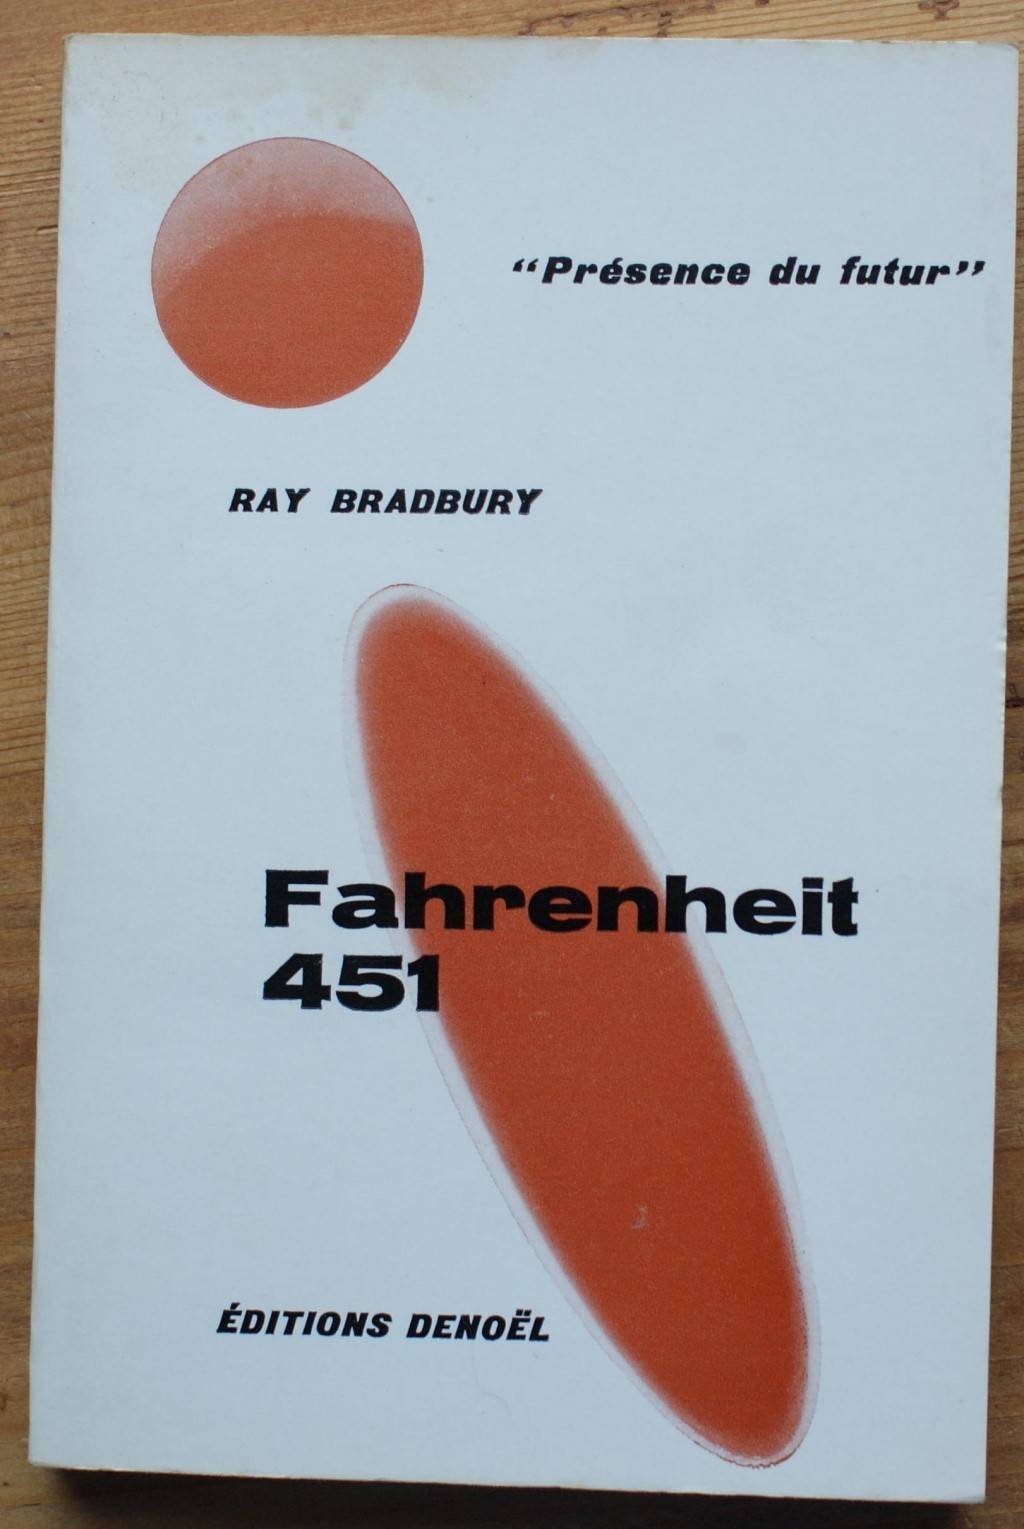 “Présence du futur”
RAY BRADBURY
Fahrenheit
451
ÉDITIONS DENOËL